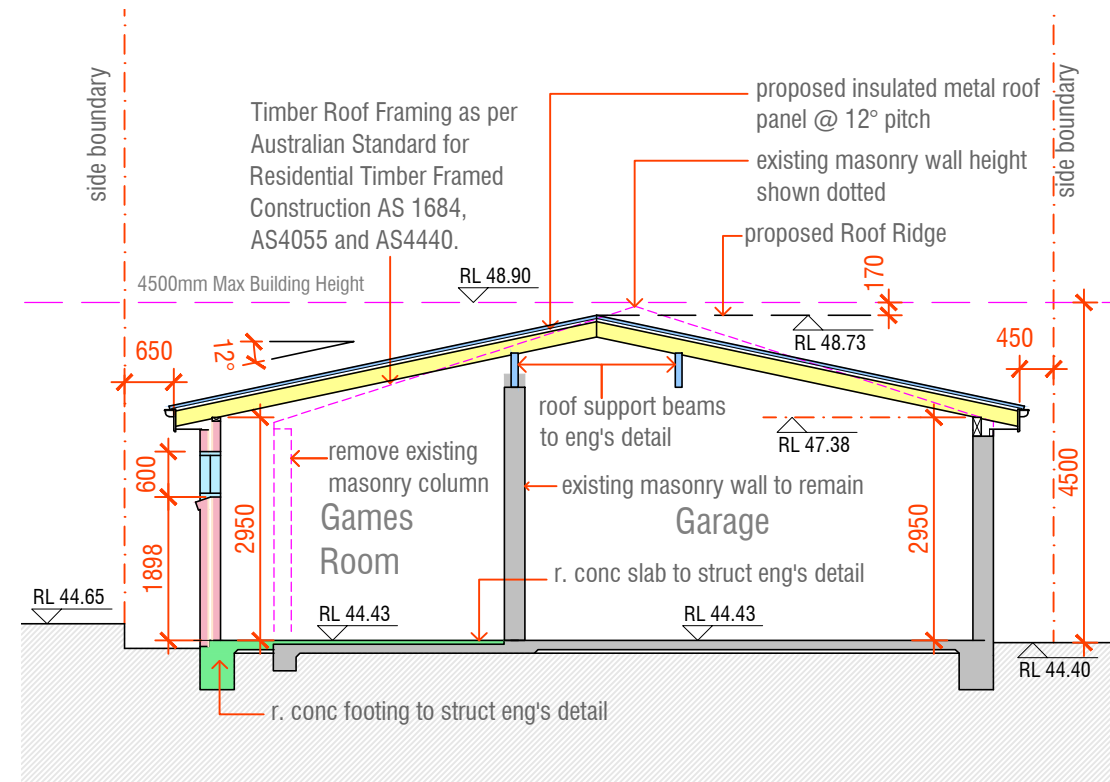 side boundary
Timber Roof Framing as per
Australian Standard for
Residential Timber Framed
Construction AS 1684,
AS4055 and AS4440.
proposed insulated metal roof
panel @ 12° pitch
existing masonry wall height
shown dotted
proposed Roof Ridge
side boundary
4500mm Max Building Height
RL 48.90
170
RL 48.73
650
12°
450
roof support beams
to eng's detail
RL 47.38
4500
600
remove existing
masonry column
existing masonry wall to remain
Games
Room
Garage
2950
2950
1898
r. conc slab to struct eng's detail
RL 44.65
RL 44.43
RL 44.43
RL 44.40
r. conc footing to struct eng's detail